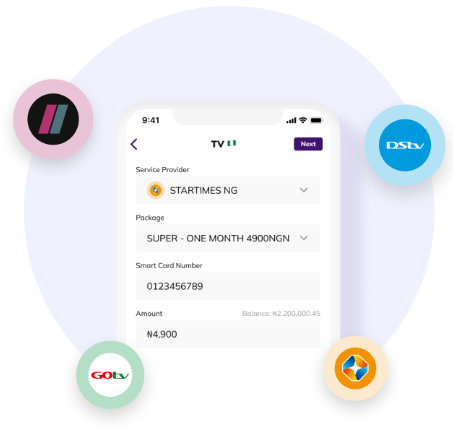 9:41
TV
Next
Service Provider
STARTIMES NG
Package
SUPER - ONE MONTH 4900NGN
Smart Card Number
0123456789
Amount
Balance: ₦2,200,000.45
₦4,900
DStv
GOtv